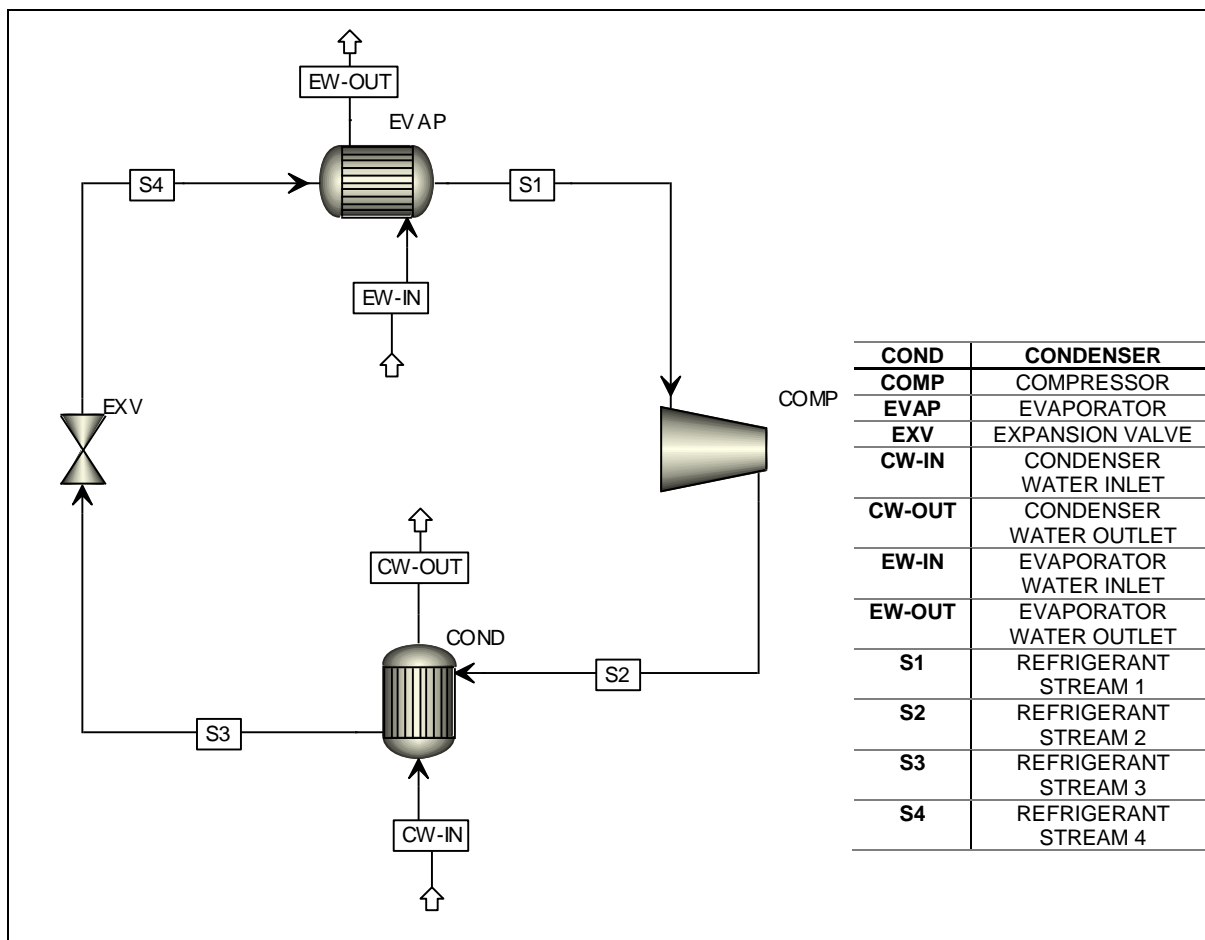 EW-OUT
EVAP
S4
S1
EW-IN
EXV
COMP
CW-OUT
COND
S2
S3
CW-IN
COND CONDENSER
COMP COMPRESSOR
EVAP EVAPORATOR
EXV EXPANSION VALVE
CW-IN CONDENSER
WATER INLET
CW-OUT CONDENSER
WATER OUTLET
EW-IN EVAPORATOR
WATER INLET
EW-OUT EVAPORATOR
WATER OUTLET
S1 REFRIGERANT
STREAM 1
S2 REFRIGERANT
STREAM 2
S3 REFRIGERANT
STREAM 3
S4 REFRIGERANT
STREAM 4